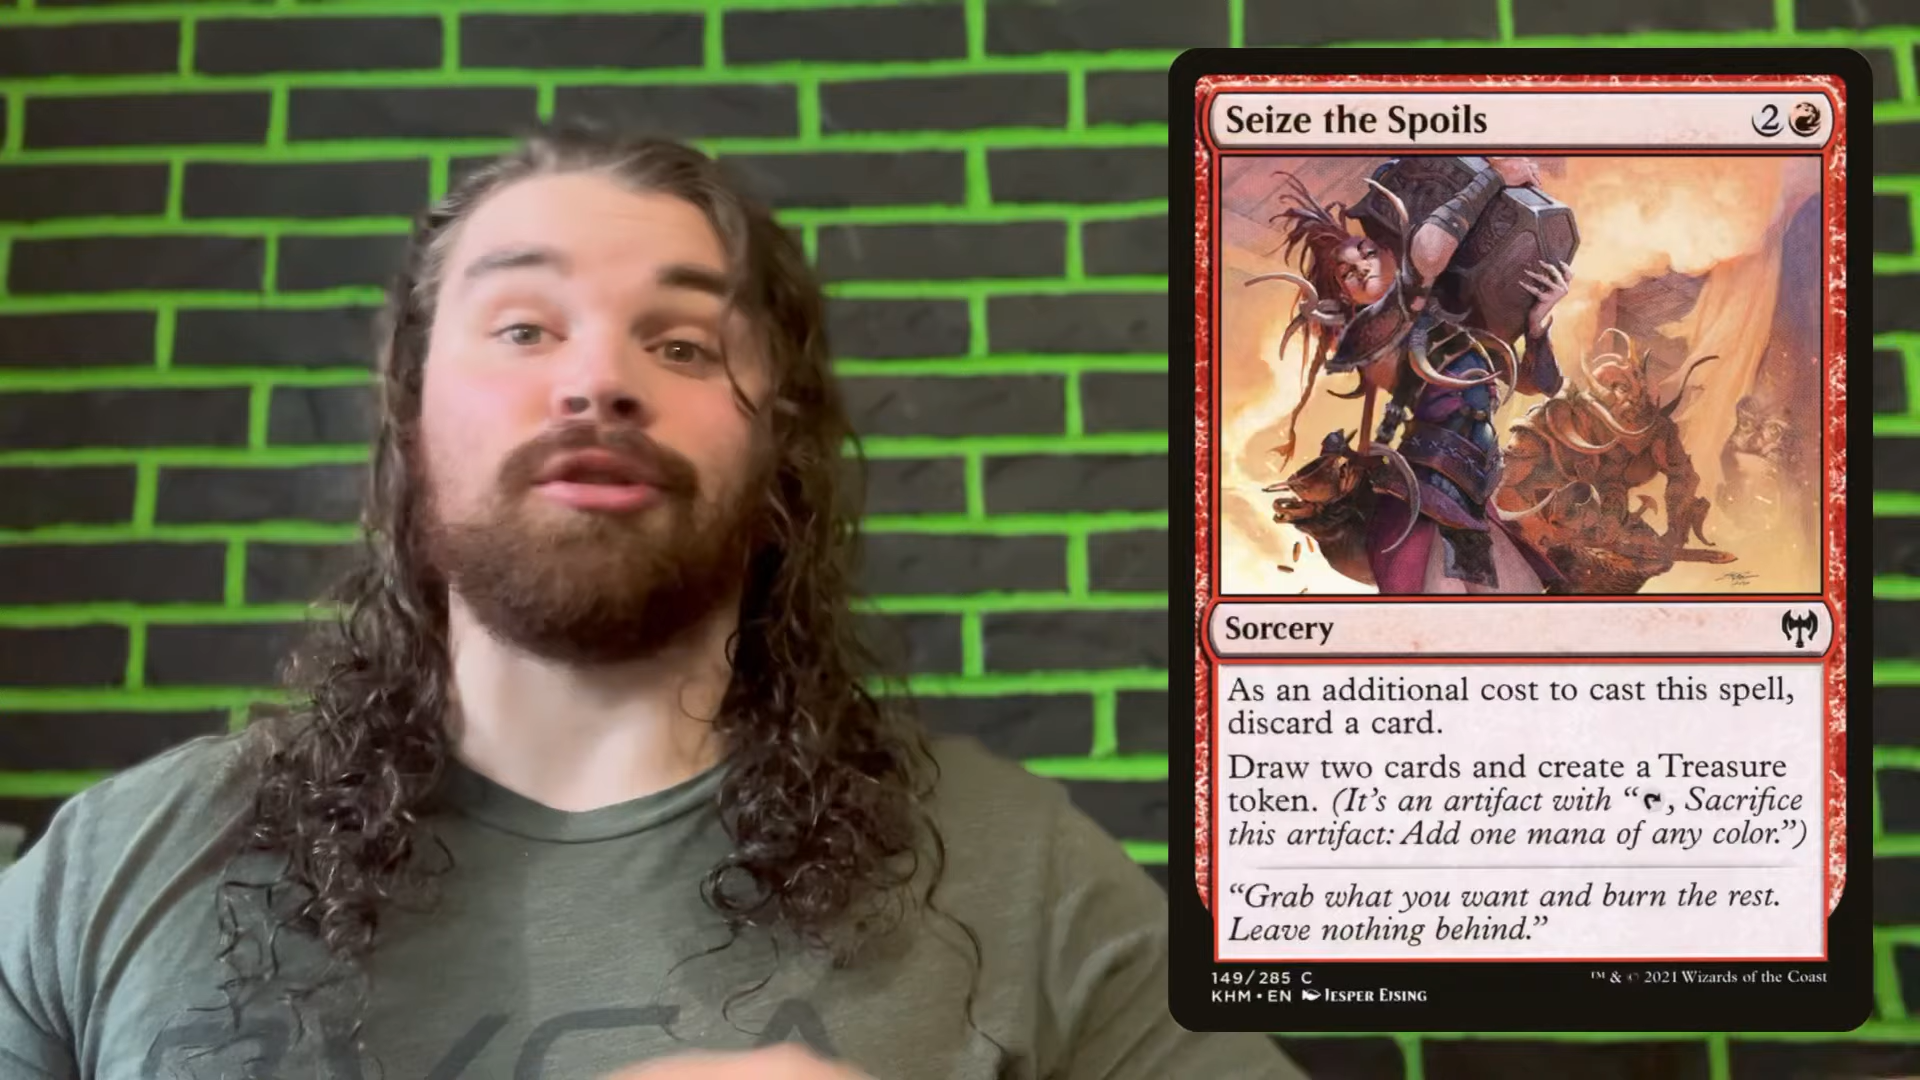 Seize the Spoils 2
Sorcery
As an additional cost to cast this spell,
discard a card.
Draw two cards and create a Treasure
token. (It's an artifact with “, Sacrifice
this artifact: Add one mana of any color.”)
“Grab what you want and burn the rest.
Leave nothing behind.”
149/285 C
KHM • EN JESPER EJSING
™ & © 2021 Wizards of the Coast